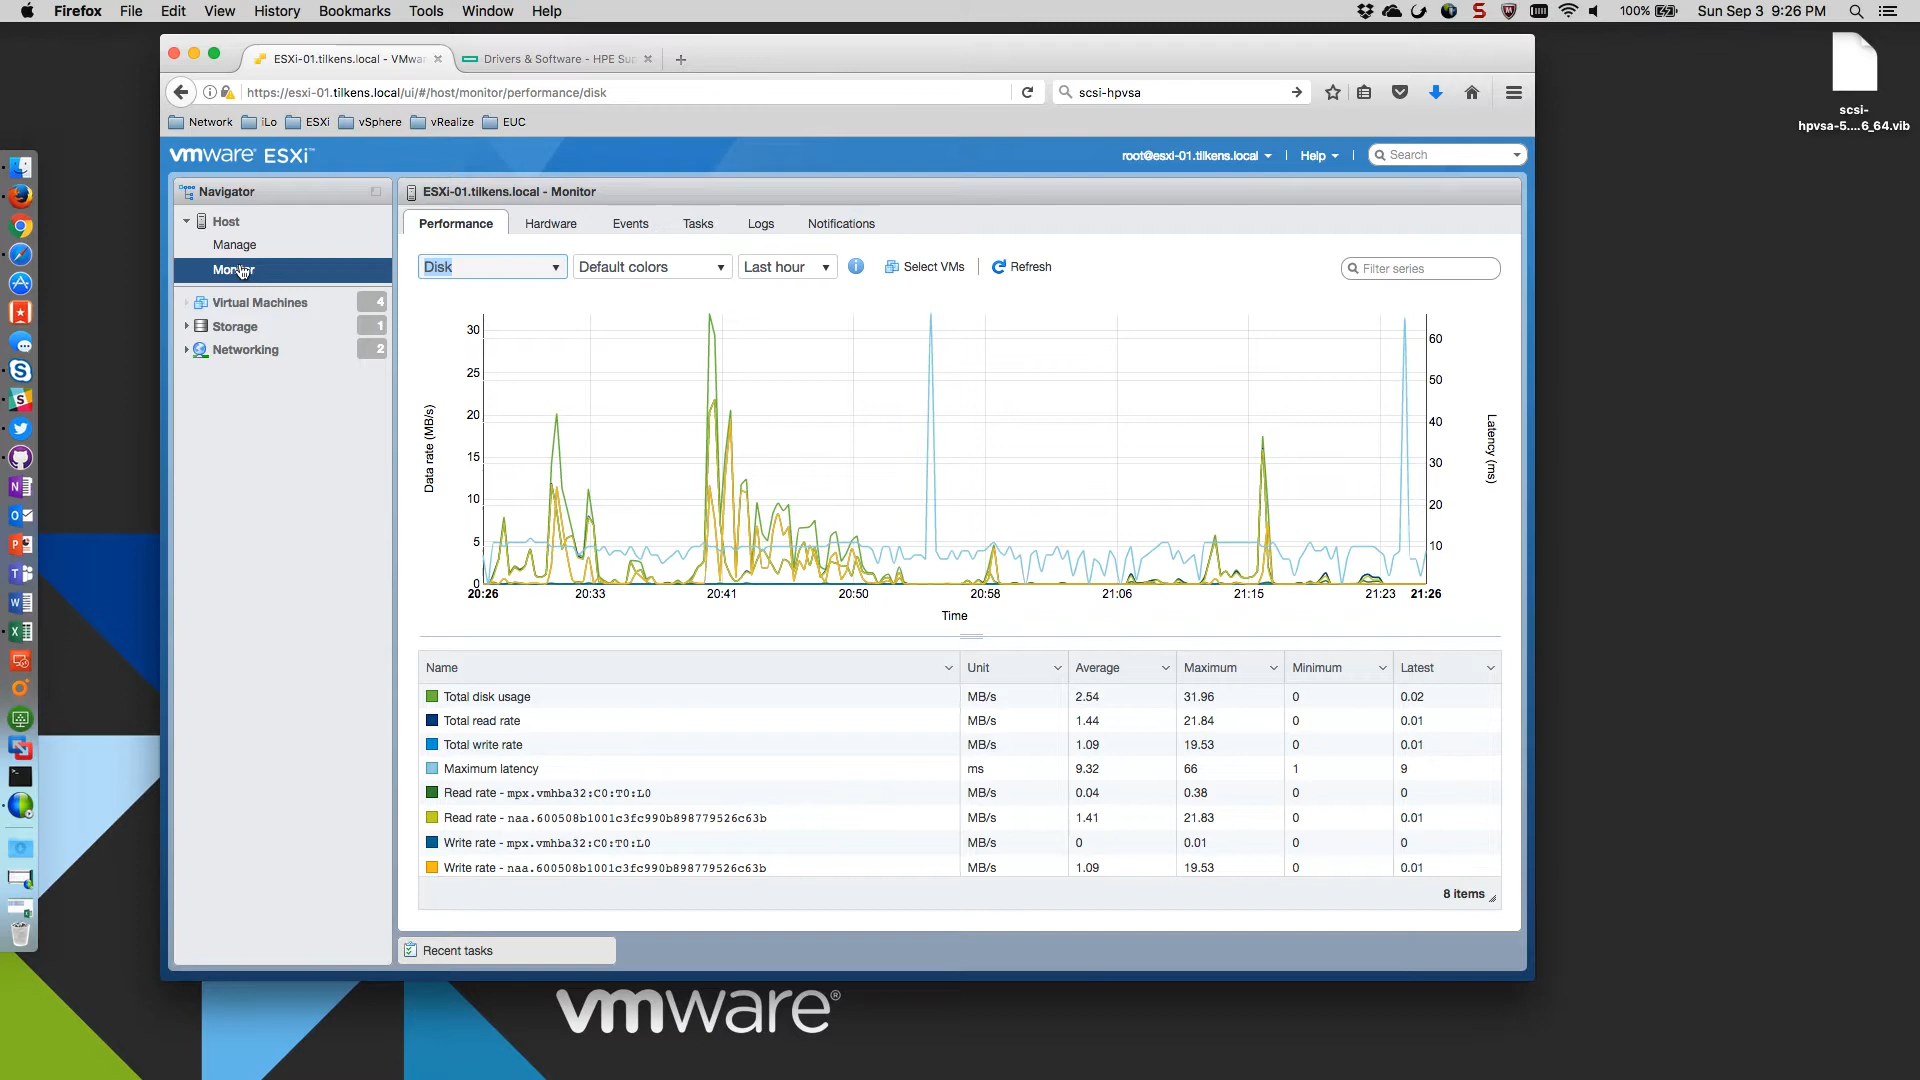 Firefox File Edit View History Bookmarks Tools Window Help
100% Sun Sep 3 9:26 PM
ESXi-01.tilkens.local - VMwar
Drivers & Software - HPE Sup
https://esxi-01.tilkens.local/ui/#/host/monitor/performance/disk
scsi-hpvsa
Network iLo ESXi vSphere vRealize EUC
scsi-
hpvsa-5....6_64.vib
vmware® ESXi™
root@esxi-01.tilkens.local | Help | Search
Navigator
Host
Manage
Monitor
Virtual Machines 4
Storage 1
Networking 2
ESXi-01.tilkens.local - Monitor
Performance Hardware Events Tasks Logs Notifications
Disk Default colors Last hour Select VMs Refresh Filter series
Data rate (MB/s)
30
25
20
15
10
5
0
60
50
40
30
20
10
Latency (ms)
20:26 20:33 20:41 20:50 20:58 21:06 21:15 21:23 21:26
Time
Name Unit Average Maximum Minimum Latest
Total disk usage MB/s 2.54 31.96 0 0.02
Total read rate MB/s 1.44 21.84 0 0.01
Total write rate MB/s 1.09 19.53 0 0.01
Maximum latency ms 9.32 66 1 9
Read rate - mpx.vmhba32:C0:T0:L0 MB/s 0.04 0.38 0 0
Read rate - naa.600508b1001c3fc990b898779526c63b MB/s 1.41 21.83 0 0.01
Write rate - mpx.vmhba32:C0:T0:L0 MB/s 0 0.01 0 0
Write rate - naa.600508b1001c3fc990b898779526c63b MB/s 1.09 19.53 0 0.01
8 items
Recent tasks
vmware®